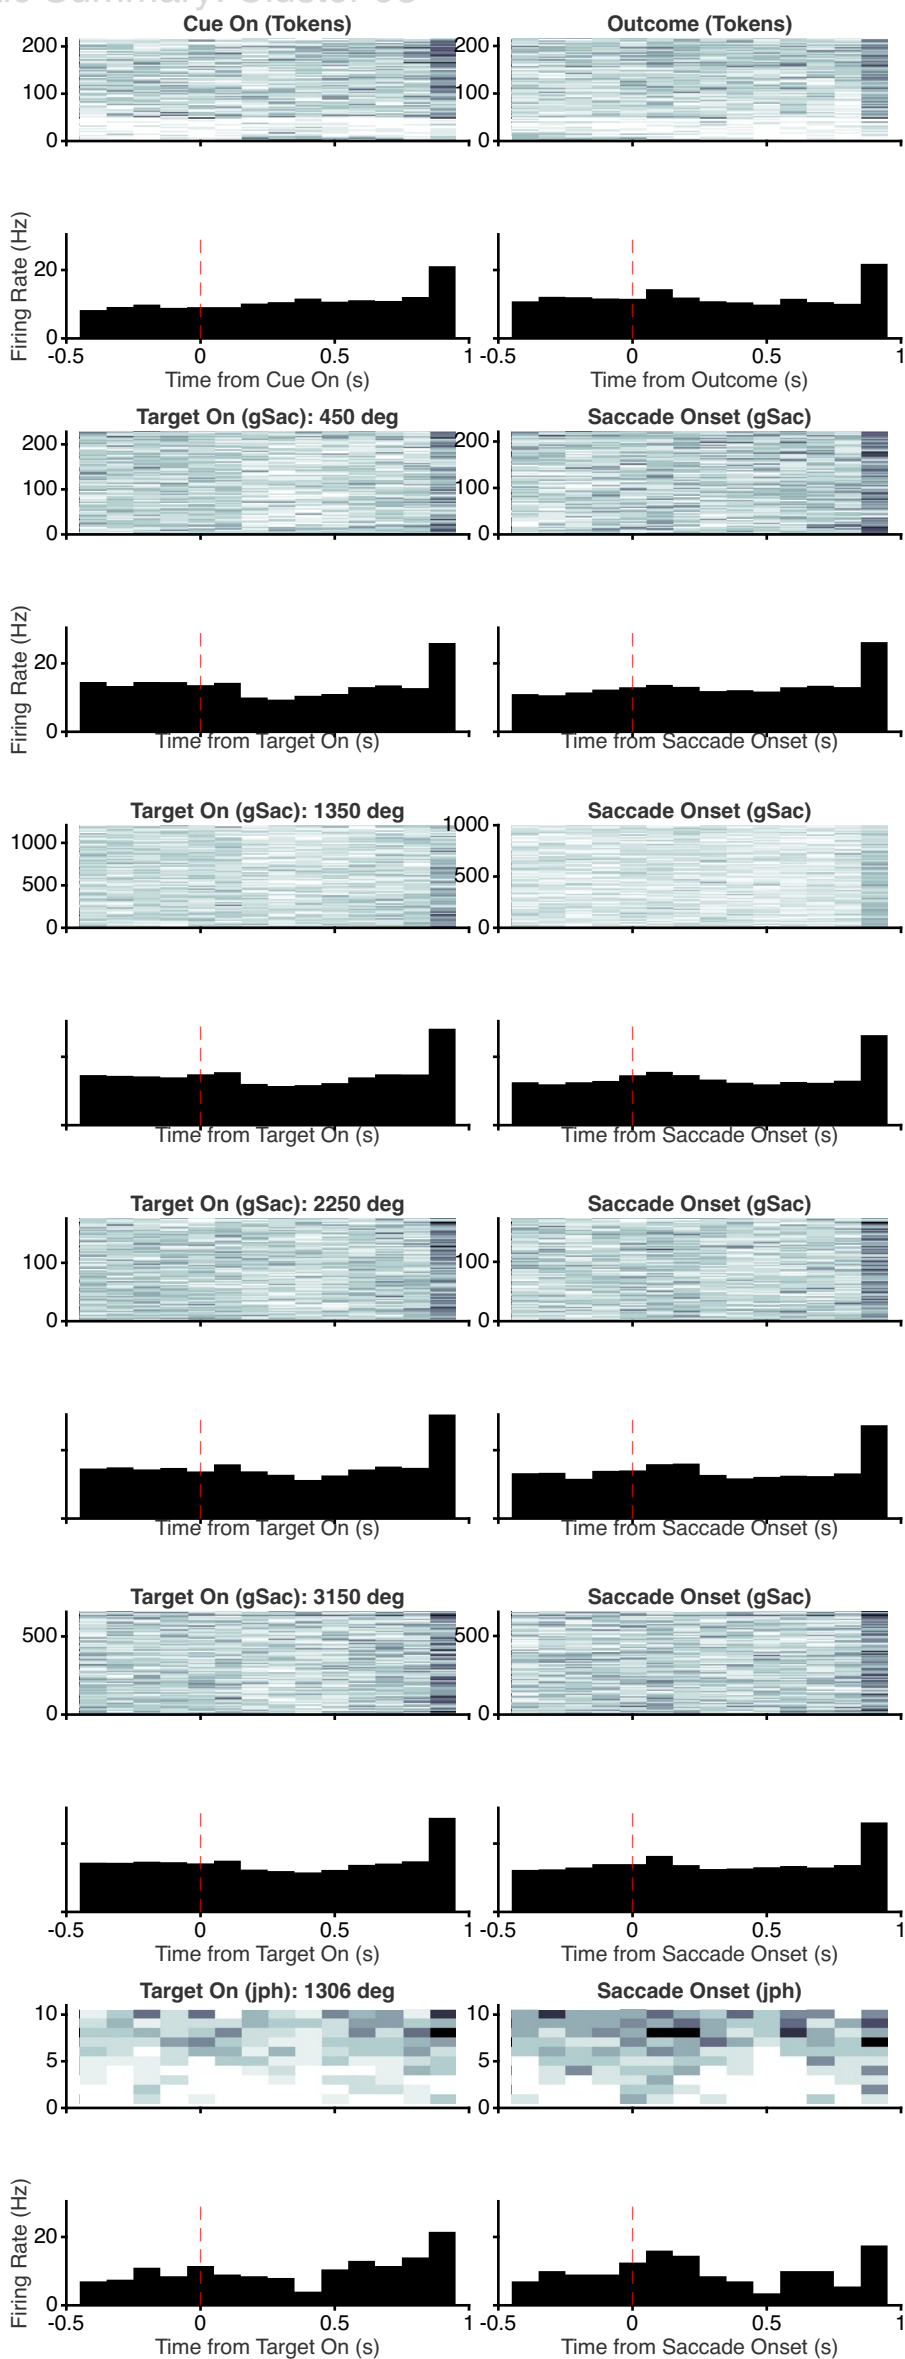 Summary: Cluster
Cue On (Tokens) Outcome (Tokens)
200 200
100 100
0 0
Firing Rate (Hz)
20
0
-0.5 0 0.5 1 -0.5 0 0.5 1
Time from Cue On (s) Time from Outcome (s)
Target On (gSac): 450 deg Saccade Onset (gSac)
200 200
100 100
0 0
Firing Rate (Hz)
20
0
Time from Target On (s) Time from Saccade Onset (s)
Target On (gSac): 1350 deg Saccade Onset (gSac)
1000 1000
500 500
0 0
Time from Target On (s) Time from Saccade Onset (s)
Target On (gSac): 2250 deg Saccade Onset (gSac)
100 100
0 0
Time from Target On (s) Time from Saccade Onset (s)
Target On (gSac): 3150 deg Saccade Onset (gSac)
500 500
0 0
-0.5 0 0.5 1 -0.5 0 0.5 1
Time from Target On (s) Time from Saccade Onset (s)
Target On (jph): 1306 deg Saccade Onset (jph)
10 10
5 5
0 0
Firing Rate (Hz)
20
0
-0.5 0 0.5 1 -0.5 0 0.5 1
Time from Target On (s) Time from Saccade Onset (s)